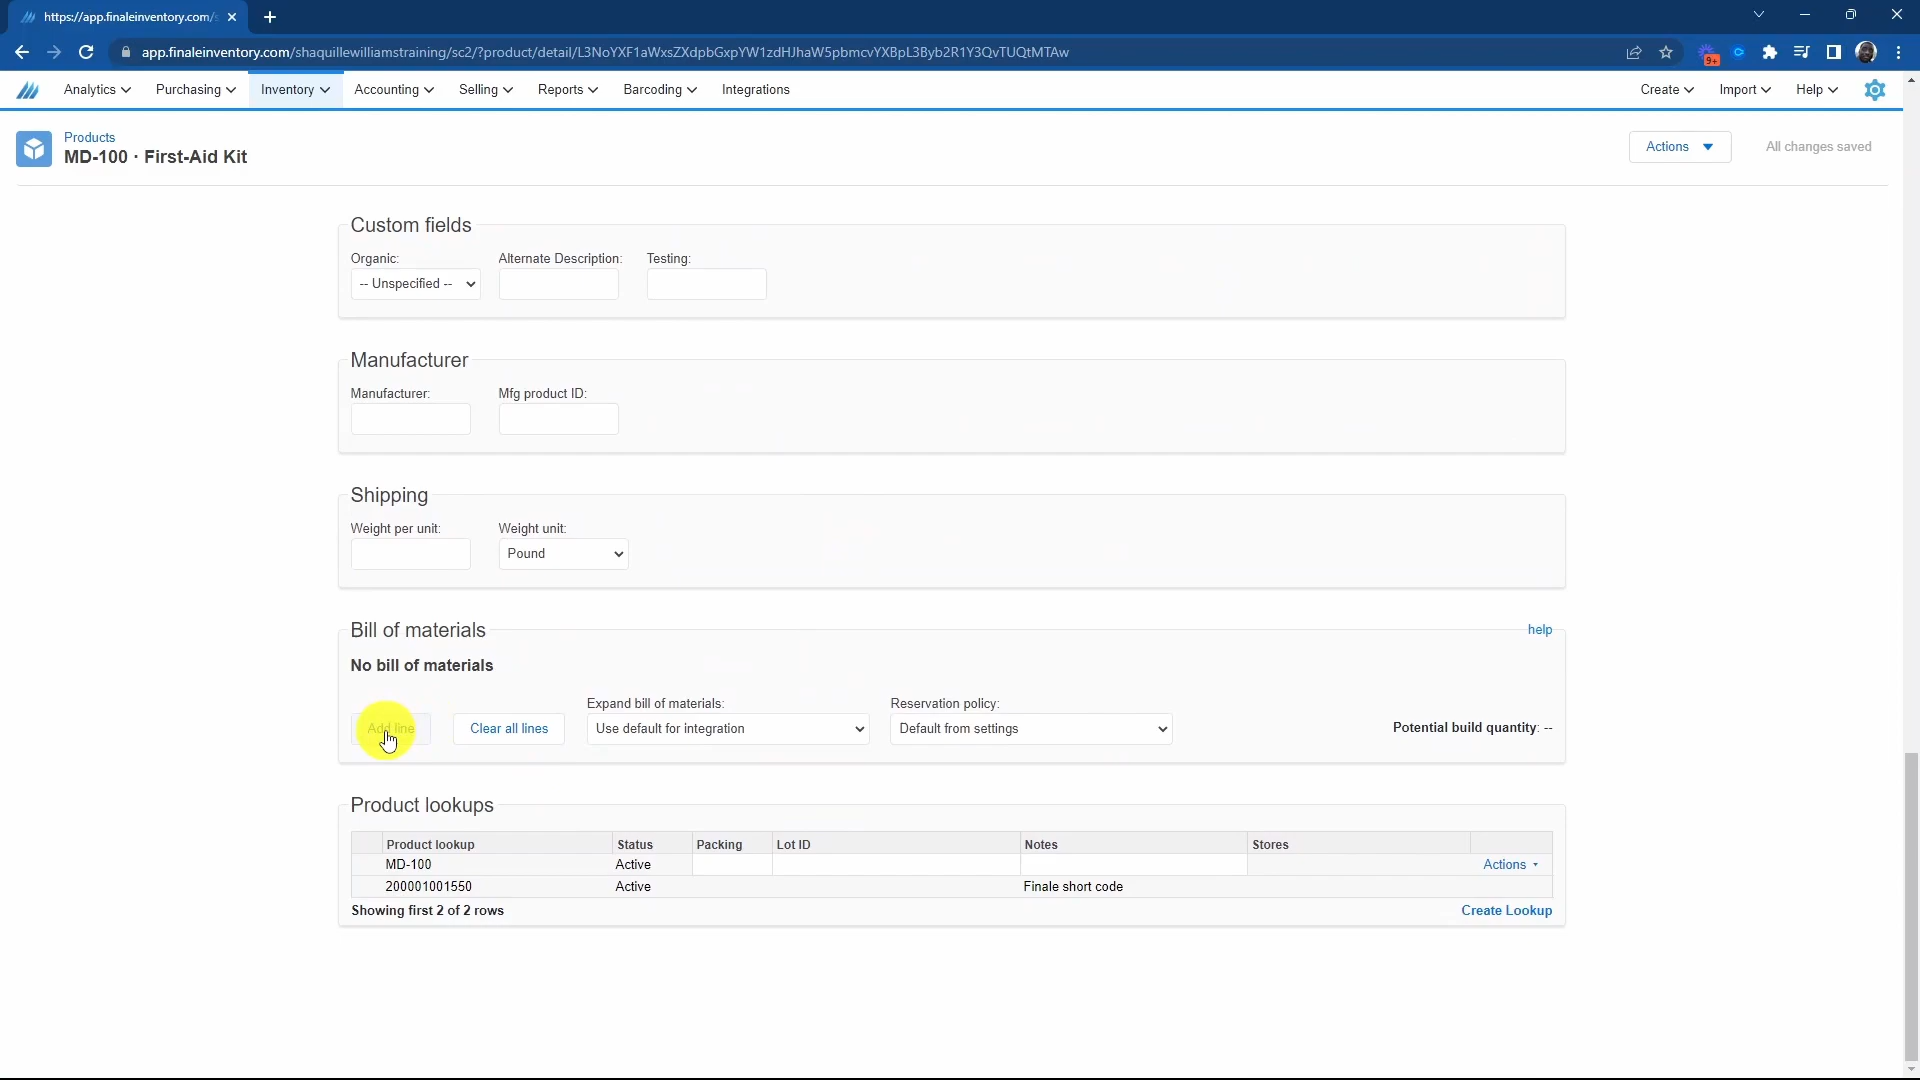 https://app.finaleinventory.com/s
app.finaleinventory.com/shaquillewilliamstraining/sc2/?product/detail/L3NoYXF1aWxsZXdpbGxpYW1zdHJhaW5pbmcvYXBpL3Byb2R1Y3QvTUQtMTAw
9+
Analytics Purchasing Inventory Accounting Selling Reports Barcoding Integrations Create Import Help
Products
MD-100 · First-Aid Kit
Actions All changes saved
Custom fields
Organic: Alternate Description: Testing:
-- Unspecified --
Manufacturer
Manufacturer: Mfg product ID:
Shipping
Weight per unit: Weight unit:
Pound
Bill of materials help
No bill of materials
Expand bill of materials: Reservation policy:
Add line Clear all lines Use default for integration Default from settings Potential build quantity: --
Product lookups
Product lookup Status Packing Lot ID Notes Stores
MD-100 Active Actions
200001001550 Active Finale short code
Showing first 2 of 2 rows Create Lookup